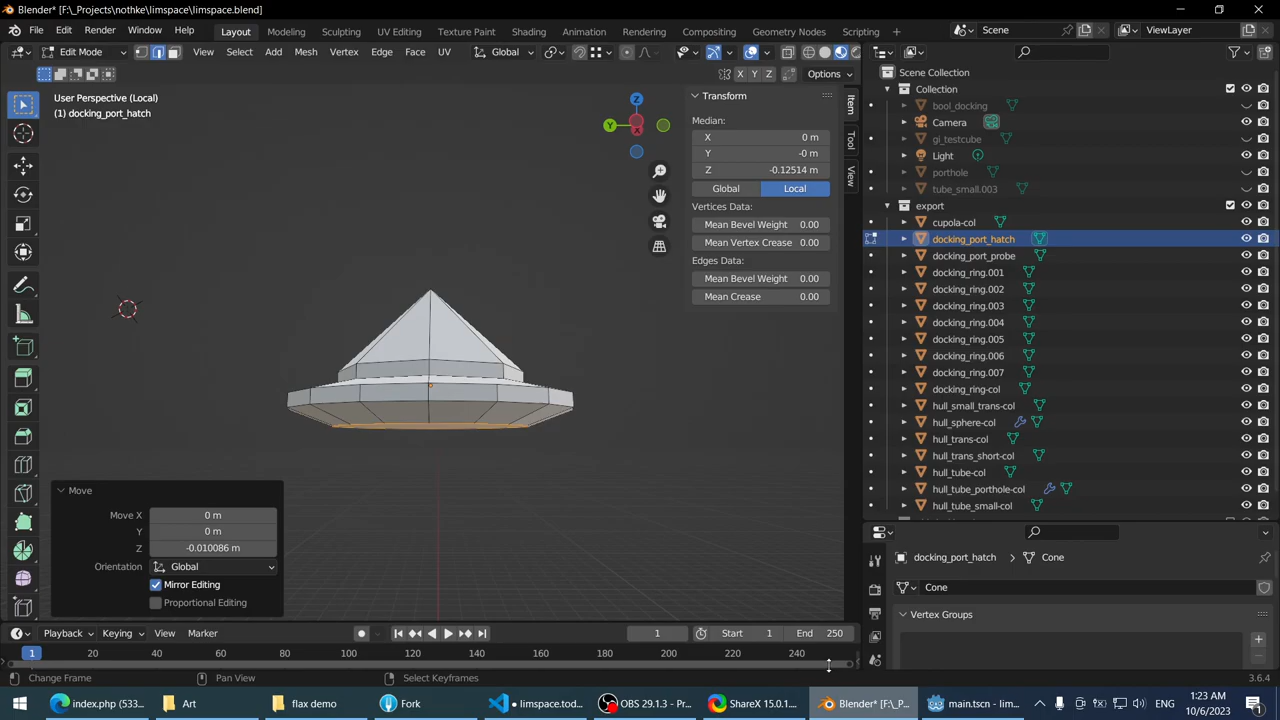 Blender* [F:\_Projects\nothke\limspace\limspace.blend]
File Edit Render Window Help Layout Modeling Sculpting UV Editing Texture Paint Shading Animation Rendering Compositing Geometry Nodes Scripting Scene ViewLayer
Edit Mode View Select Add Mesh Vertex Edge Face UV Global
X Y Z Options
User Perspective (Local)
(1) docking_port_hatch
Z
Y
X
Transform
Median:
X 0 m
Y -0 m
Z -0.12514 m
Global Local
Vertices Data:
Mean Bevel Weight 0.00
Mean Vertex Crease 0.00
Edges Data:
Mean Bevel Weight 0.00
Mean Crease 0.00
Item
Tool
View
Scene Collection
Collection
bool_docking
Camera
gi_testcube
Light
porthole
tube_small.003
export
cupola-col
docking_port_hatch
docking_port_probe
docking_ring.001
docking_ring.002
docking_ring.003
docking_ring.004
docking_ring.005
docking_ring.006
docking_ring.007
docking_ring-col
hull_small_trans-col
hull_sphere-col
hull_trans-col
hull_trans_short-col
hull_tube-col
hull_tube_porthole-col
hull_tube_small-col
Move
Move X 0 m
Y 0 m
Z -0.010086 m
Orientation Global
Mirror Editing
Proportional Editing
docking_port_hatch Cone
Cone
Vertex Groups
Playback Keying View Marker 1 Start 1 End 250
1 20 40 60 80 100 120 140 160 180 200 220 240
Change Frame Pan View Select Keyframes 3.6.4
index.php (533... Art flax demo Fork limspace.tod... OBS 29.1.3 - Pr... ShareX 15.0.1... Blender* [F:\_P... main.tscn - lim...
1:23 AM
10/6/2023